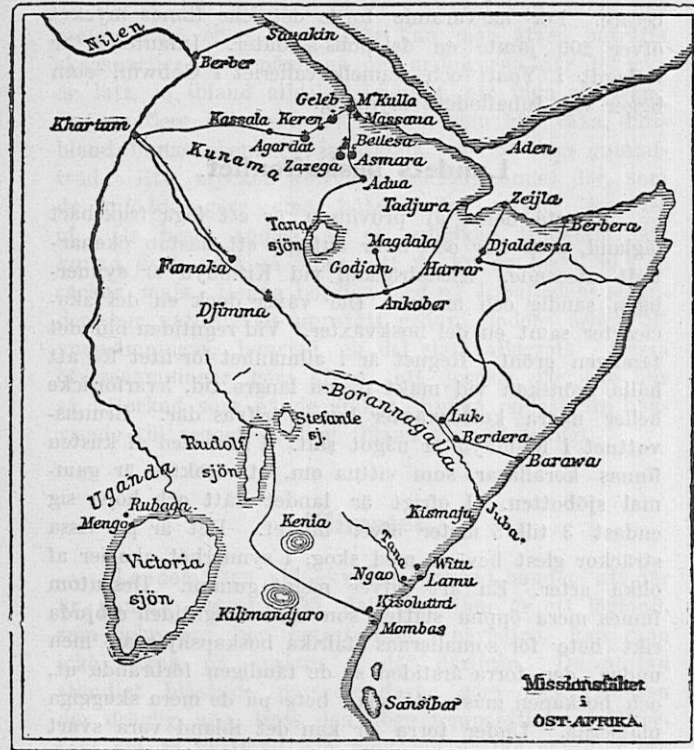 Nilen
Suakin
Berber
Geleb
M'Kulla
Massaua
Khartum
Kassala
Keren
Agordat
Bellesa
Kunama
Zazega
Asmara
Adua
Aden
Tadjura
Zeijla
Tana
sjön
Berbera
Magdala
Djaldessa
Famaka
Godjam
Harrar
Ankober
Djimma
Borannagalla
Stefanie
sj.
Luk
Berdera
Rudolf
sjön
Barawa
Uganda
Kismaju
Juba
Rubaga
Mengo
Kenia
Tana
Witu
Victoria
sjön
Ngao
Lamu
Kilimandjaro
Kisolutini
Mombas
Sansibar
Missionsfältet
i
ÖST-AFRIKA.